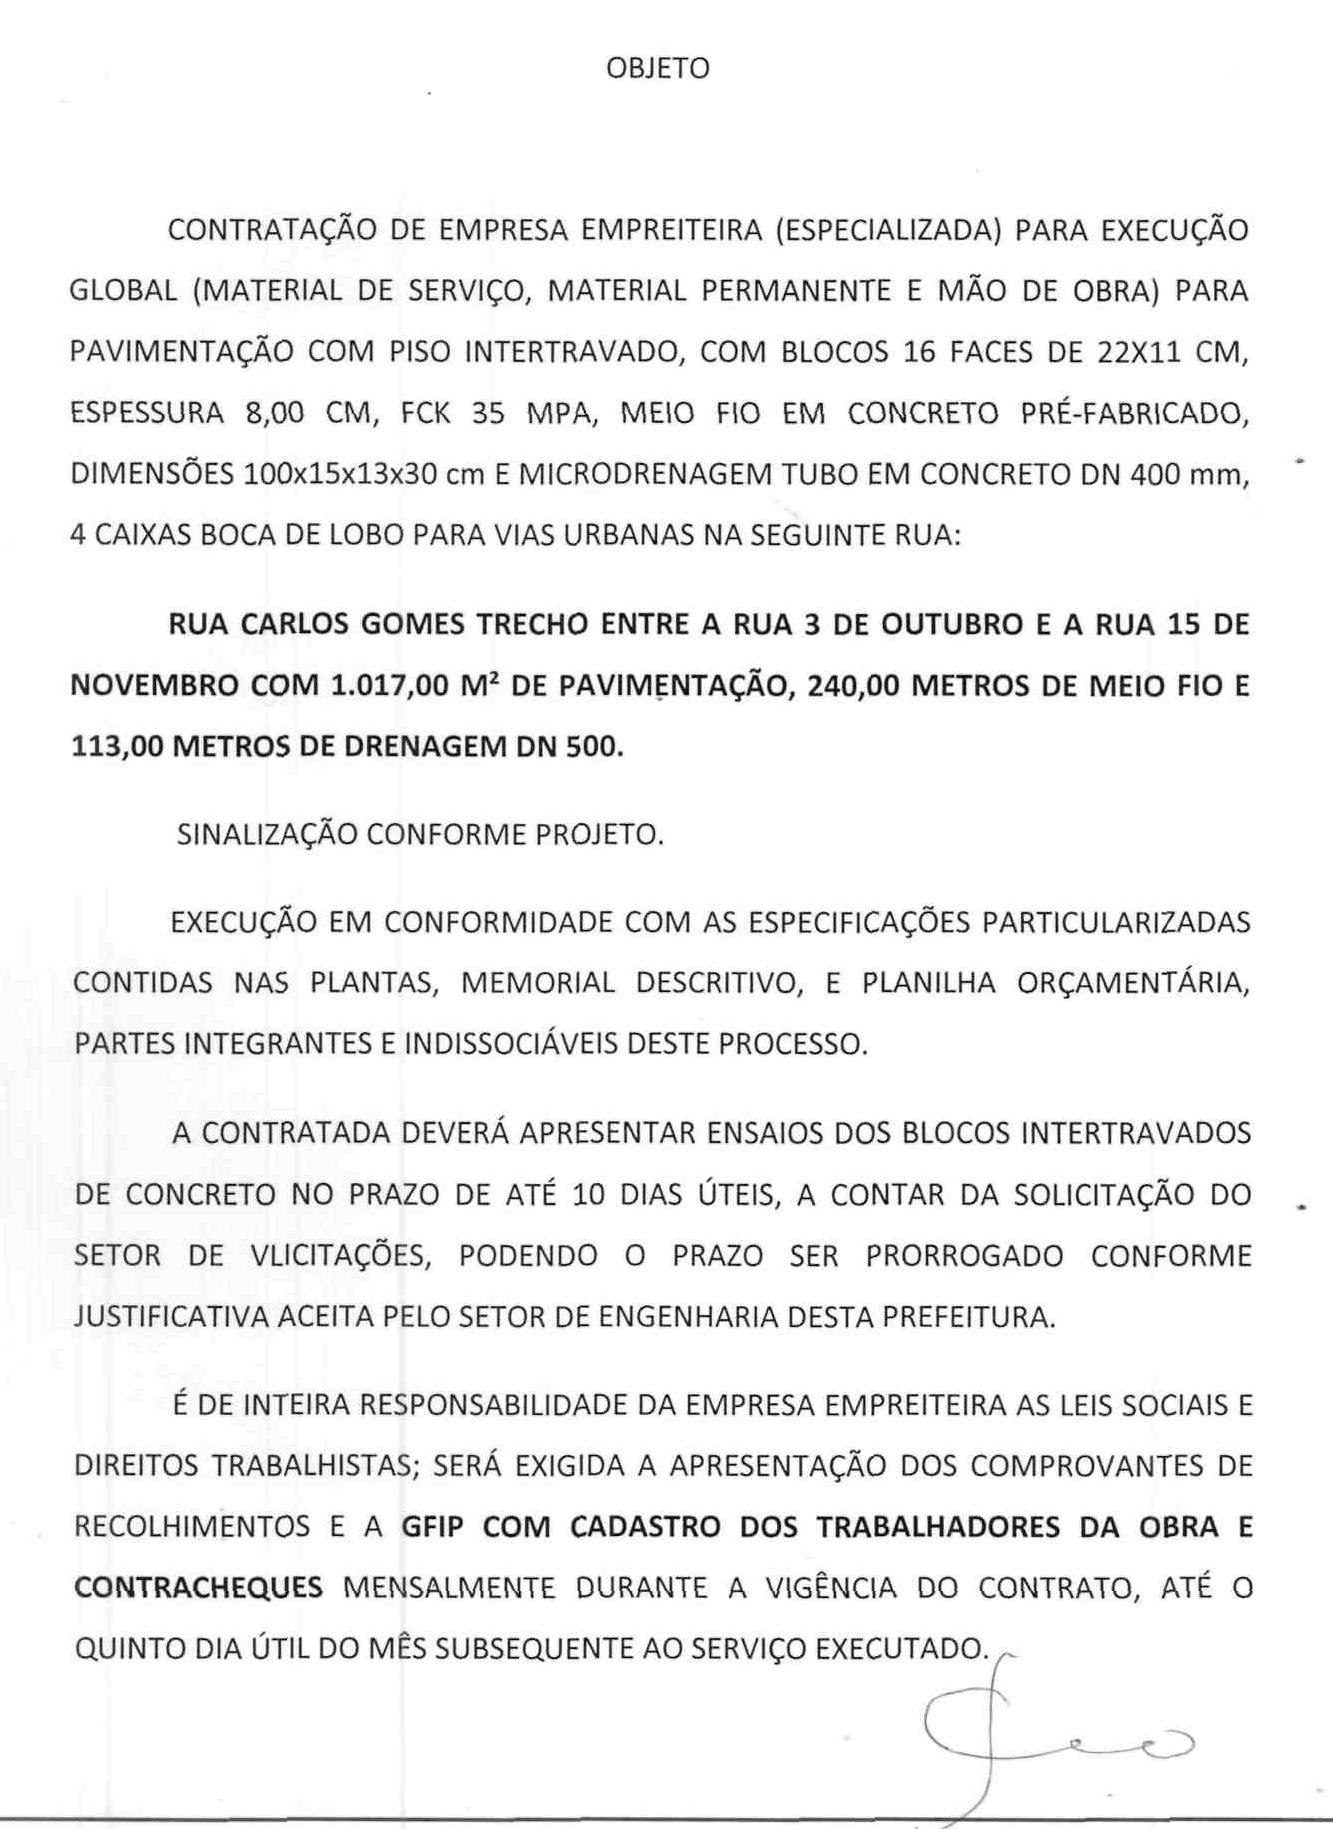 OBJETO
CONTRATAÇÃO DE EMPRESA EMPREITEIRA (ESPECIALIZADA) PARA EXECUÇÃO
GLOBAL (MATERIAL DE SERVIÇO, MATERIAL PERMANENTE E MÃO DE OBRA) PARA
PAVIMENTAÇÃO COM PISO INTERTRAVADO, COM BLOCOS 16 FACES DE 22X11 CM,
ESPESSURA 8,00 CM, FCK 35 MPA, MEIO FIO EM CONCRETO PRÉ-FABRICADO,
DIMENSÕES 100x15x13x30 cm E MICRODRENAGEM TUBO EM CONCRETO DN 400 mm,
4 CAIXAS BOCA DE LOBO PARA VIAS URBANAS NA SEGUINTE RUA:
RUA CARLOS GOMES TRECHO ENTRE A RUA 3 DE OUTUBRO E A RUA 15 DE
NOVEMBRO COM 1.017,00 M² DE PAVIMENTAÇÃO, 240,00 METROS DE MEIO FIO E
113,00 METROS DE DRENAGEM DN 500.
SINALIZAÇÃO CONFORME PROJETO.
EXECUÇÃO EM CONFORMIDADE COM AS ESPECIFICAÇÕES PARTICULARIZADAS
CONTIDAS NAS PLANTAS, MEMORIAL DESCRITIVO, E PLANILHA ORÇAMENTÁRIA,
PARTES INTEGRANTES E INDISSOCIÁVEIS DESTE PROCESSO.
A CONTRATADA DEVERÁ APRESENTAR ENSAIOS DOS BLOCOS INTERTRAVADOS
DE CONCRETO NO PRAZO DE ATÉ 10 DIAS ÚTEIS, A CONTAR DA SOLICITAÇÃO DO
SETOR DE VLICITAÇÕES, PODENDO O PRAZO SER PRORROGADO CONFORME
JUSTIFICATIVA ACEITA PELO SETOR DE ENGENHARIA DESTA PREFEITURA.
É DE INTEIRA RESPONSABILIDADE DA EMPRESA EMPREITEIRA AS LEIS SOCIAIS E
DIREITOS TRABALHISTAS; SERÁ EXIGIDA A APRESENTAÇÃO DOS COMPROVANTES DE
RECOLHIMENTOS E A GFIP COM CADASTRO DOS TRABALHADORES DA OBRA E
CONTRACHEQUES MENSALMENTE DURANTE A VIGÊNCIA DO CONTRATO, ATÉ O
QUINTO DIA ÚTIL DO MÊS SUBSEQUENTE AO SERVIÇO EXECUTADO.